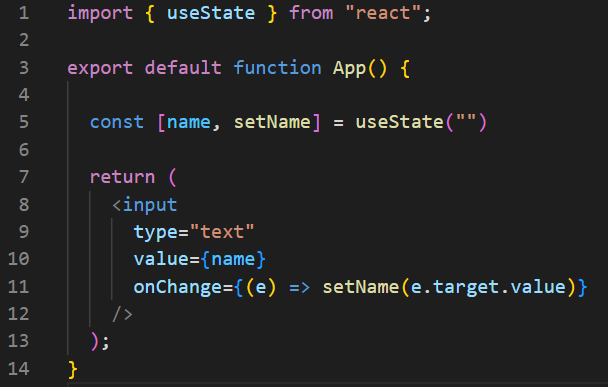 1 import { useState } from "react";
2
3 export default function App() {
4
5   const [name, setName] = useState("")
6
7   return (
8     <input
9       type="text"
10       value={name}
11       onChange={(e) => setName(e.target.value)}
12     />
13   );
14 }